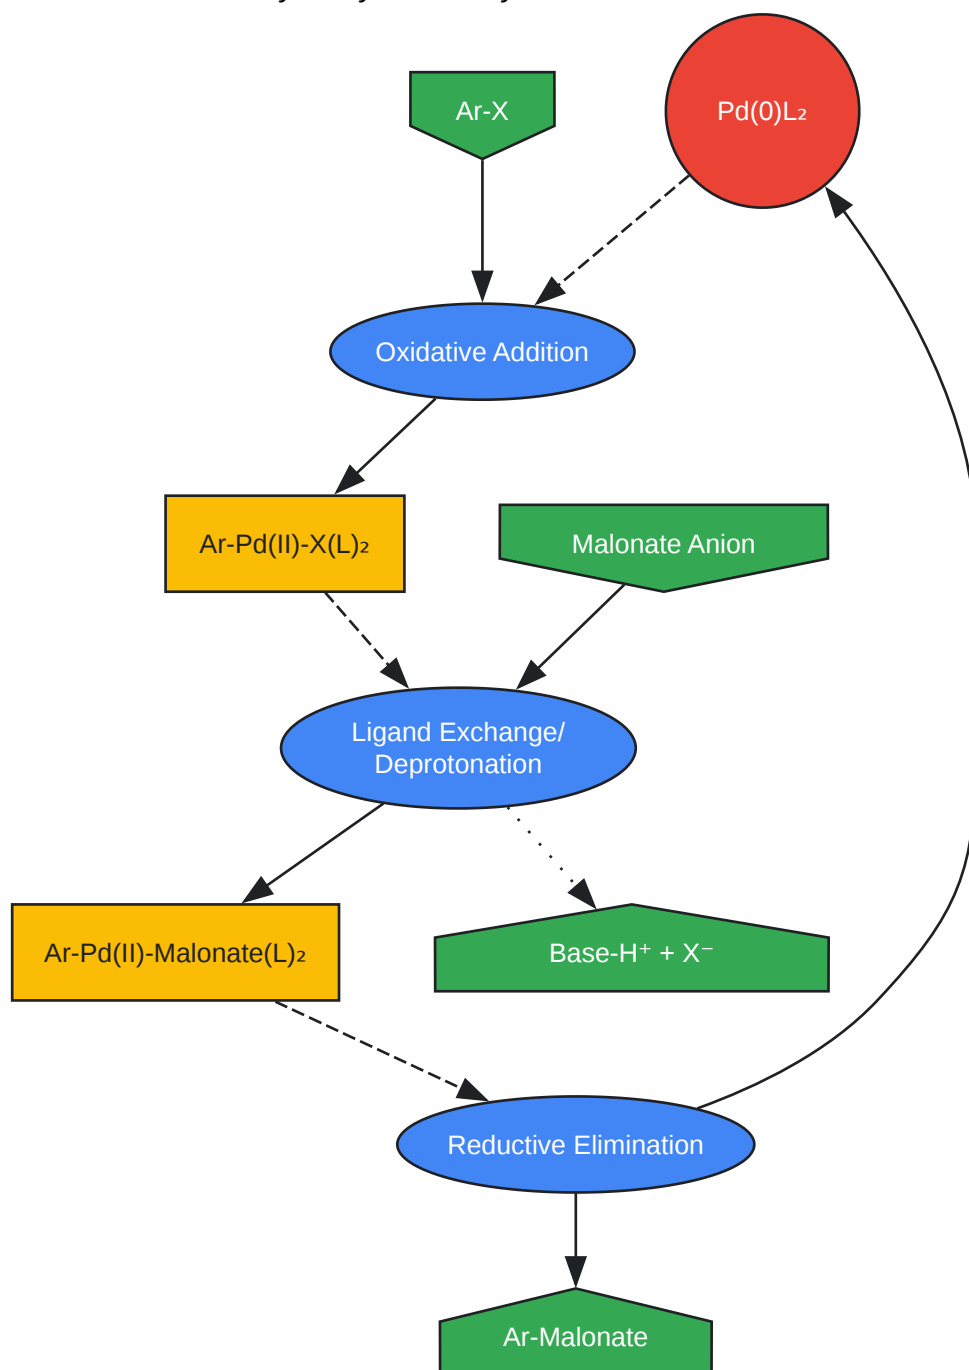 Ar-X
Pd(0)L₂
Oxidative Addition
Ar-Pd(II)-X(L)₂
Malonate Anion
Ligand Exchange/
Deprotonation
Ar-Pd(II)-Malonate(L)₂
Base-H⁺ + X⁻
Reductive Elimination
Ar-Malonate